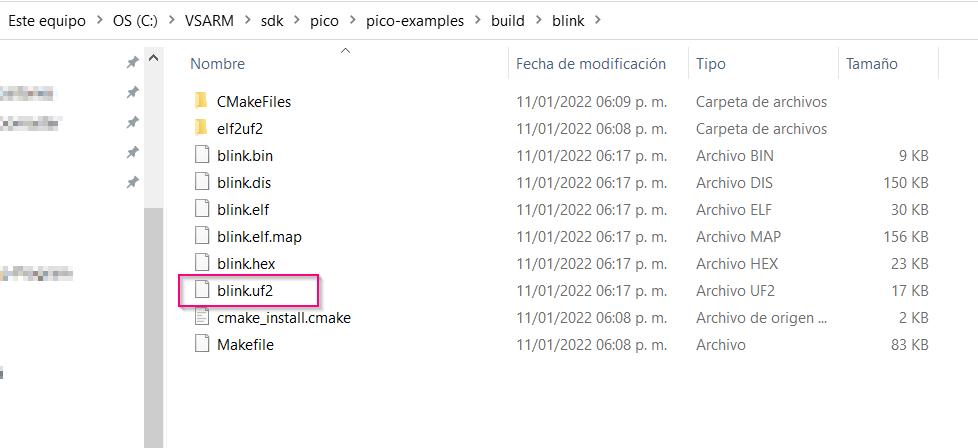 Este equipo > OS (C:) > VSARM > sdk > pico > pico-examples > build > blink >
Nombre Fecha de modificación Tipo Tamaño
CMakeFiles 11/01/2022 06:09 p. m. Carpeta de archivos
elf2uf2 11/01/2022 06:08 p. m. Carpeta de archivos
blink.bin 11/01/2022 06:17 p. m. Archivo BIN 9 KB
blink.dis 11/01/2022 06:17 p. m. Archivo DIS 150 KB
blink.elf 11/01/2022 06:17 p. m. Archivo ELF 30 KB
blink.elf.map 11/01/2022 06:17 p. m. Archivo MAP 156 KB
blink.hex 11/01/2022 06:17 p. m. Archivo HEX 23 KB
blink.uf2 11/01/2022 06:17 p. m. Archivo UF2 17 KB
cmake_install.cmake 11/01/2022 06:08 p. m. Archivo de origen ... 2 KB
Makefile 11/01/2022 06:08 p. m. Archivo 83 KB